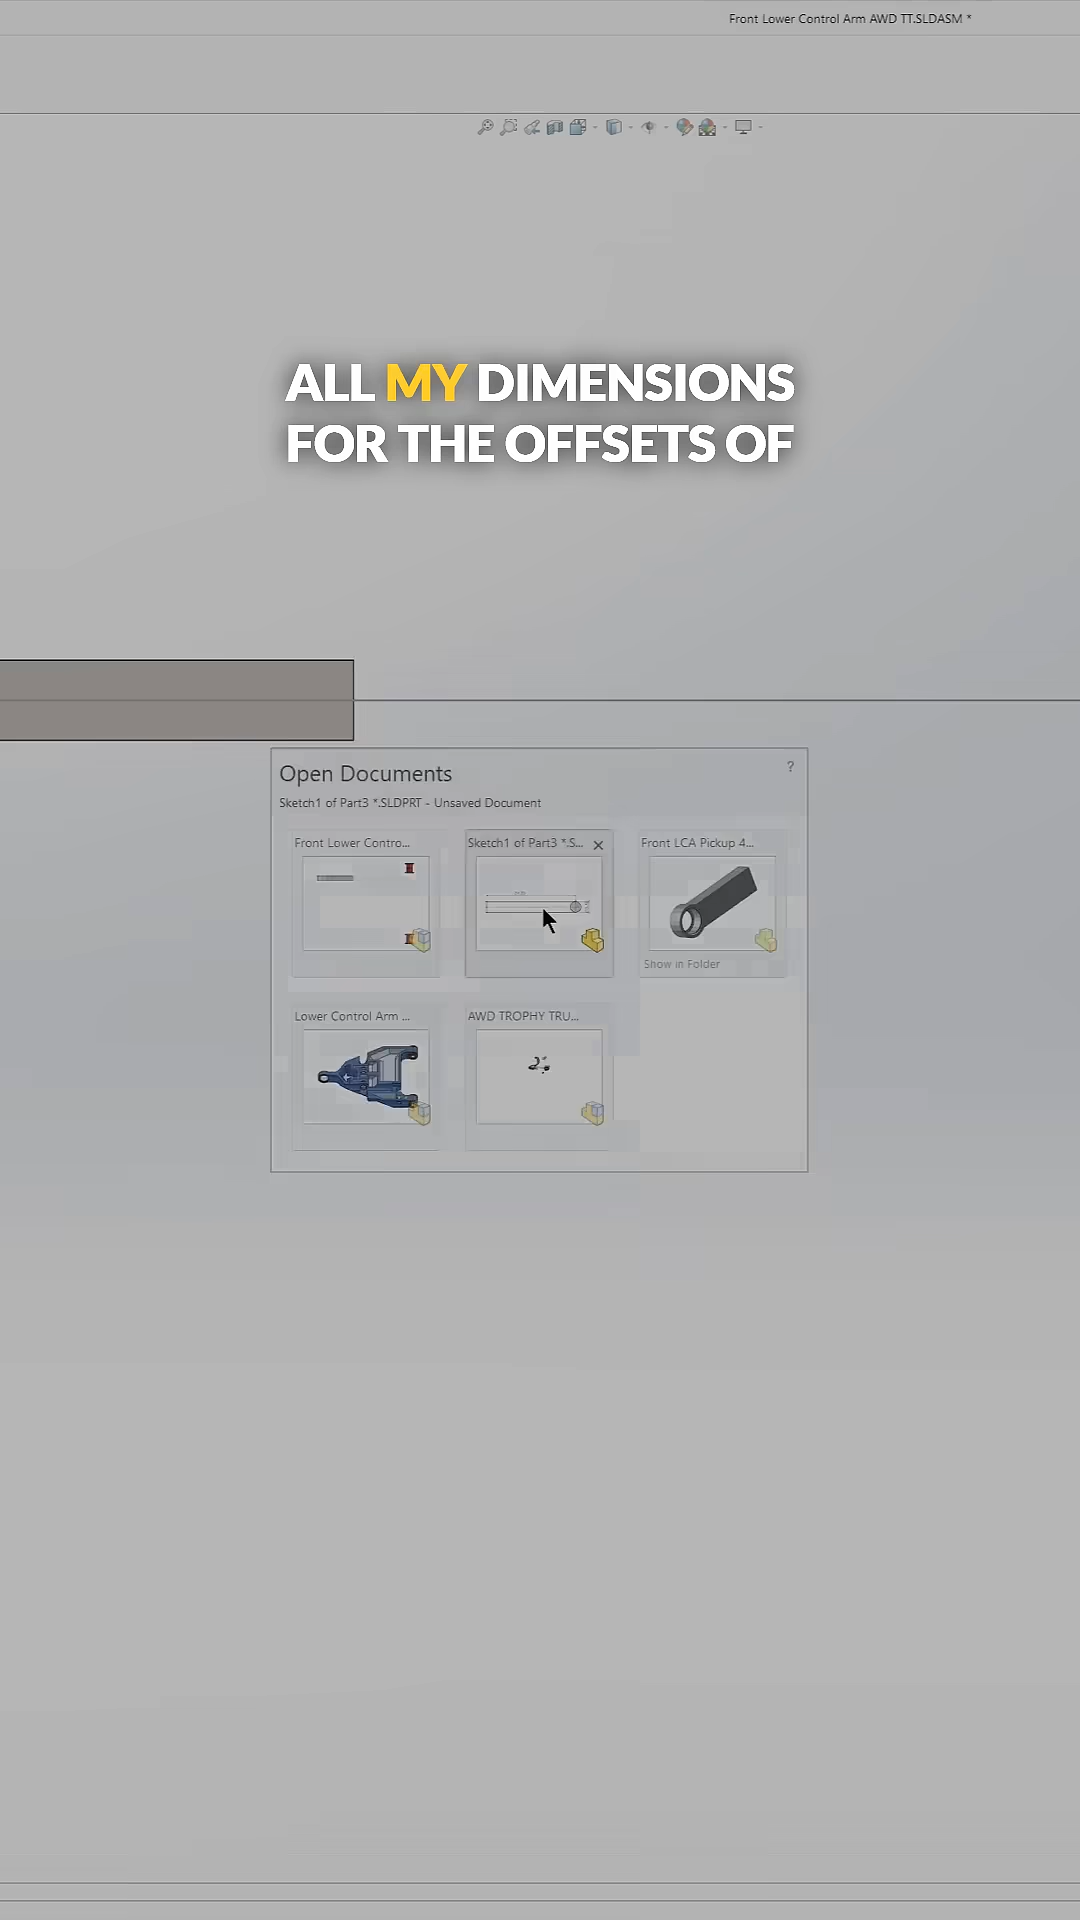 Front Lower Control Arm AWD TT.SLDASM *
ALL MY DIMENSIONS
FOR THE OFFSETS OF
Open Documents
?
Sketch1 of Part3 *.SLDPRT - Unsaved Document
Front Lower Contro...
Sketch1 of Part3 *.S...
Front LCA Pickup 4...
Show in Folder
Lower Control Arm ...
AWD TROPHY TRU...